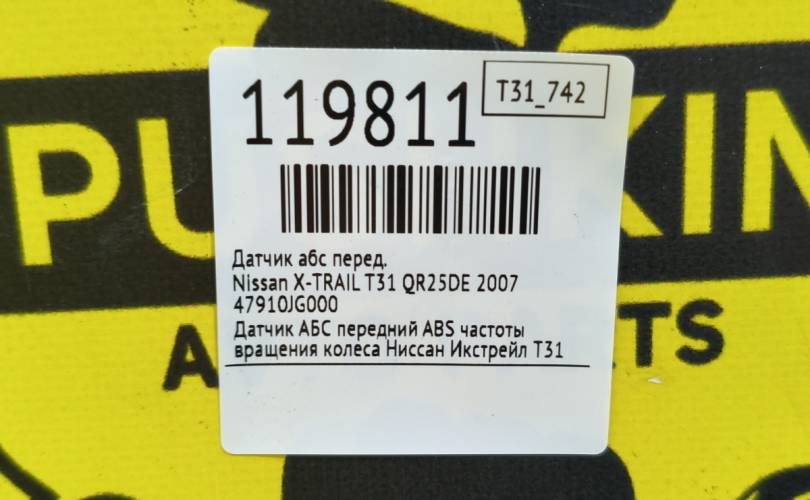 119811
T31_742
Датчик абс перед.
Nissan X-TRAIL T31 QR25DE 2007
47910JG000
Датчик АБС передний ABS частоты
вращения колеса Ниссан Икстрейл Т31